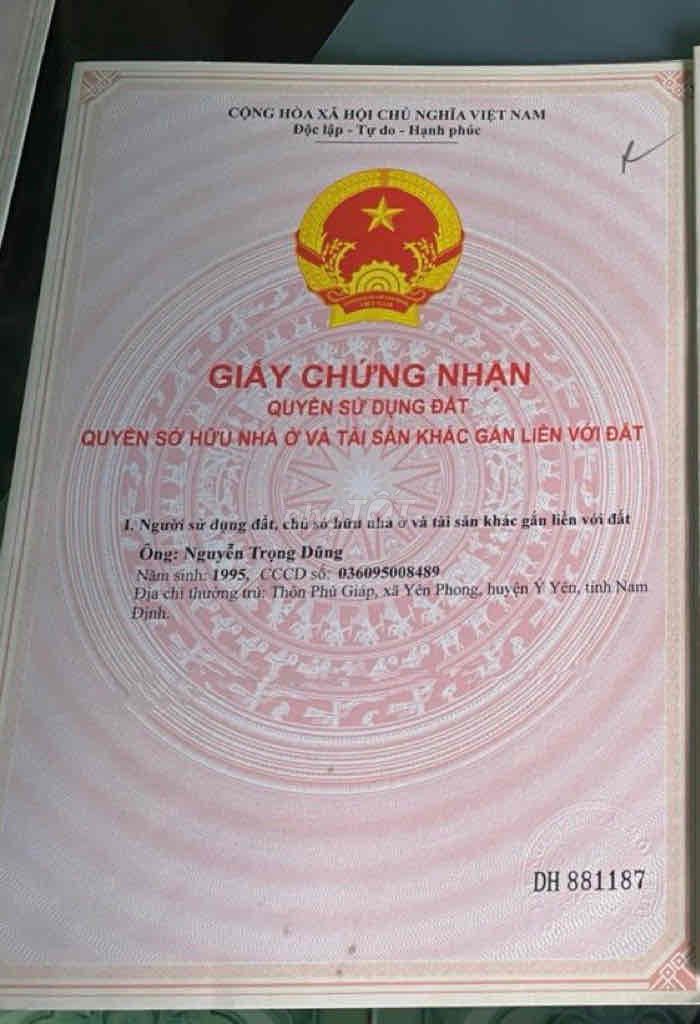 CỘNG HÒA XÃ HỘI CHỦ NGHĨA VIỆT NAM
Độc lập - Tự do - Hạnh phúc
GIẤY CHỨNG NHẬN
QUYỀN SỬ DỤNG ĐẤT
QUYỀN SỞ HỮU NHÀ Ở VÀ TÀI SẢN KHÁC GẮN LIỀN VỚI ĐẤT
chợTỐT
I. Người sử dụng đất, chủ sở hữu nhà ở và tài sản khác gắn liền với đất
Ông: Nguyễn Trọng Dũng
Năm sinh: 1995, CCCD số: 036095008489
Địa chỉ thường trú: Thôn Phú Giáp, xã Yên Phong, huyện Ý Yên, tỉnh Nam
Định.
DH 881187